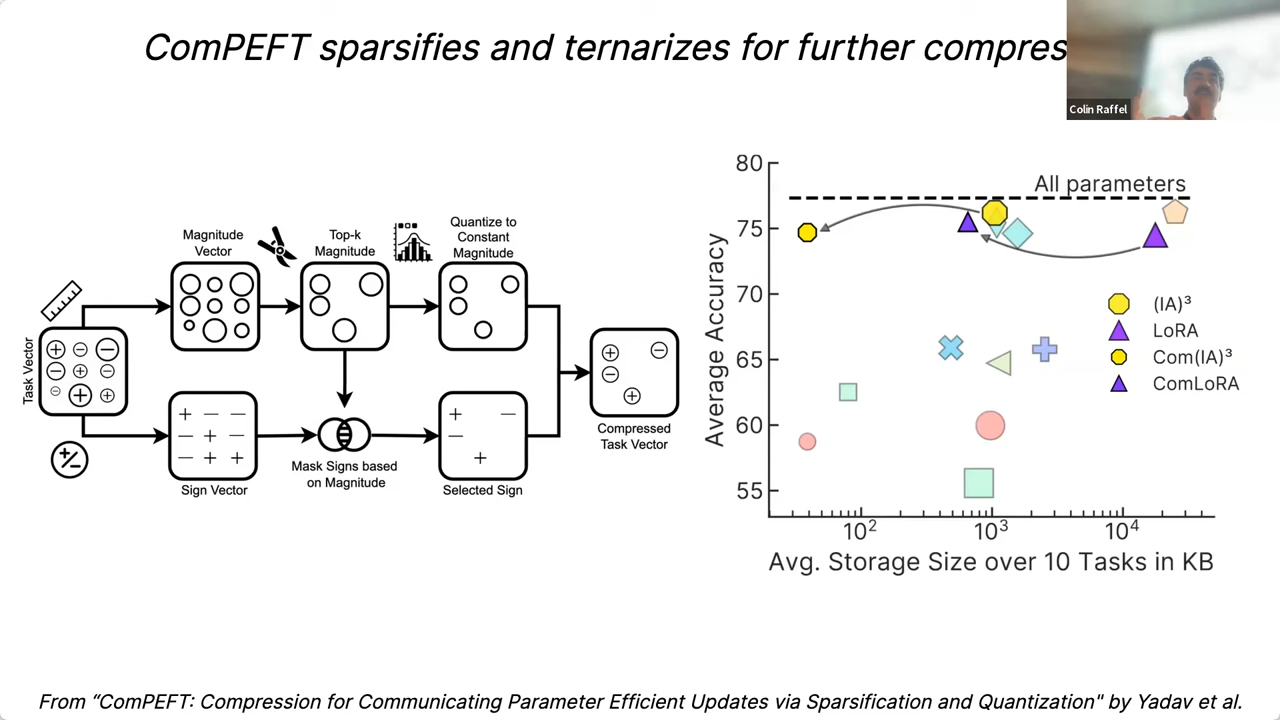 ComPEFT sparsifies and ternarizes for further compres
Colin Raffel
Task Vector
Magnitude
Vector
Top-k
Magnitude
Quantize to
Constant
Magnitude
Sign Vector
Mask Signs based
on Magnitude
Selected Sign
Compressed
Task Vector
Average Accuracy
80
75
70
65
60
55
All parameters
(IA)³
LoRA
Com(IA)³
ComLoRA
10²
10³
10⁴
Avg. Storage Size over 10 Tasks in KB
From “ComPEFT: Compression for Communicating Parameter Efficient Updates via Sparsification and Quantization" by Yadav et al.